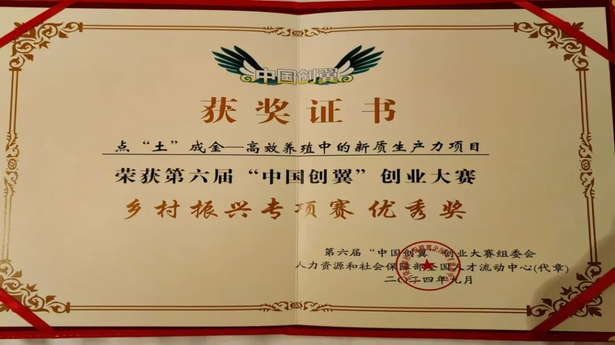 中国创翼
获奖证书
点“土”成金—高效养殖中的新质生产力项目
荣获第六届“中国创翼”创业大赛
乡村振兴专项赛优秀奖
第六届“中国创翼”创业大赛组委会
人力资源和社会保障部全国人才流动中心(代章)
二〇二四年九月